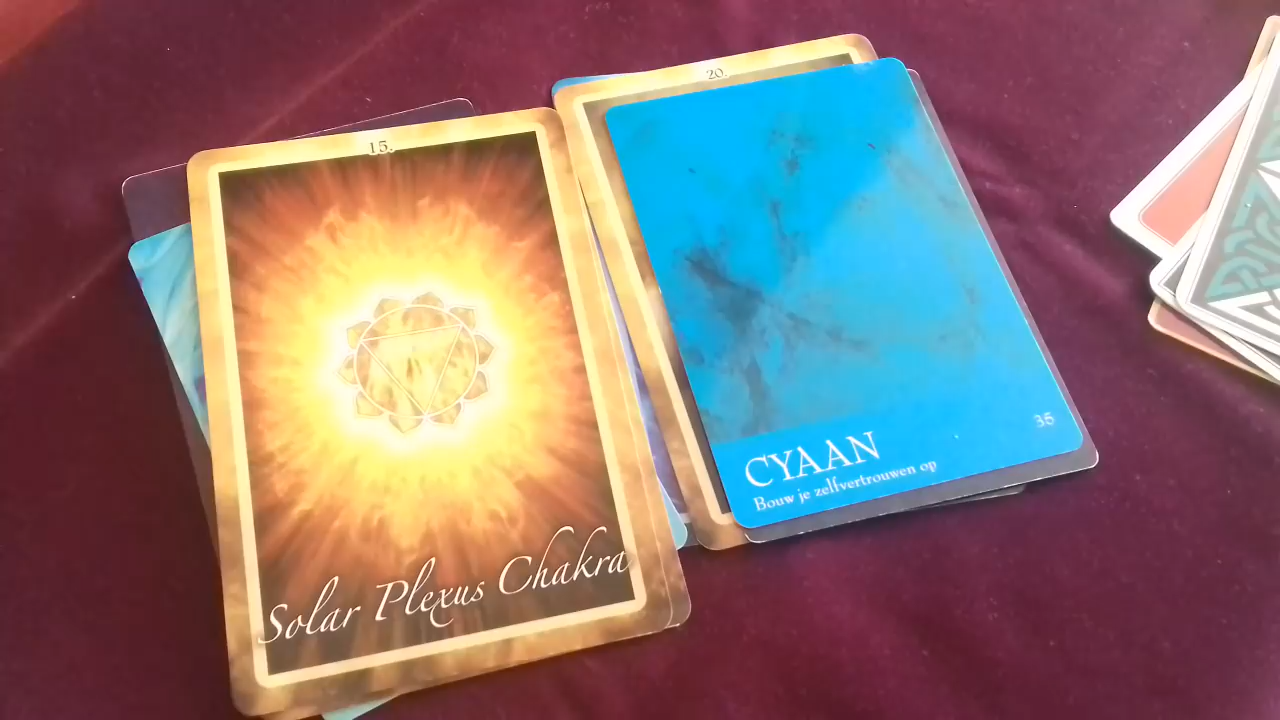 15.
Solar Plexus Chakra
20.
CYAAN
Bouw je zelfvertrouwen op
35